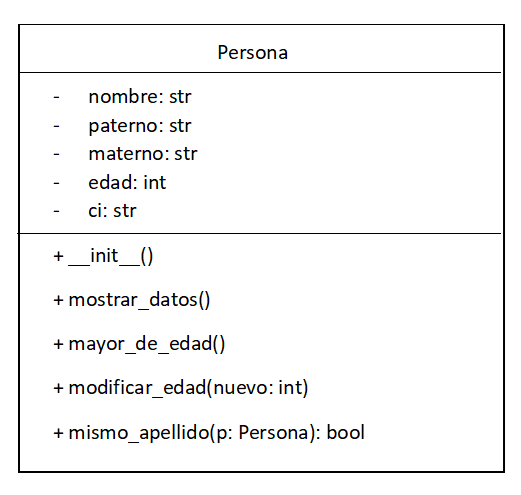 Persona
- nombre: str
- paterno: str
- materno: str
- edad: int
- ci: str
+ __init__()
+ mostrar_datos()
+ mayor_de_edad()
+ modificar_edad(nuevo: int)
+ mismo_apellido(p: Persona): bool